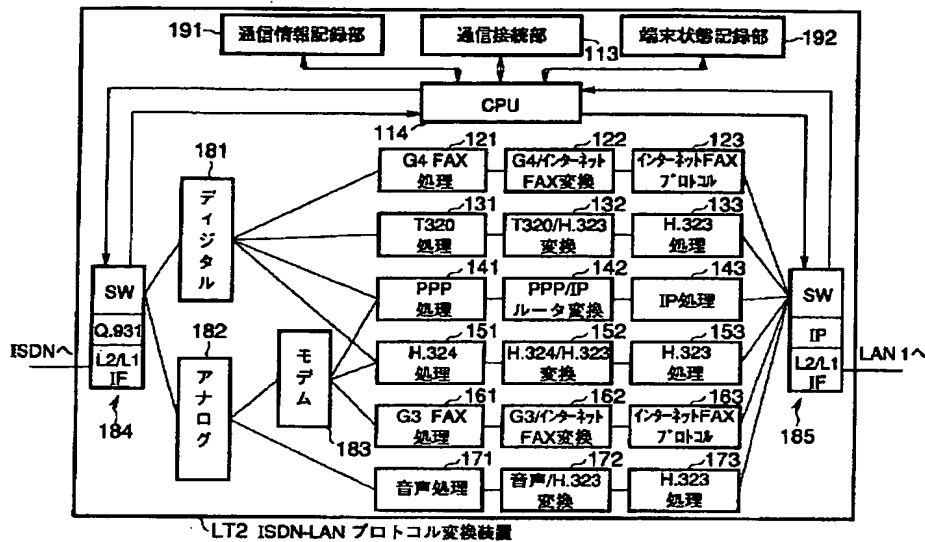 191
通信情報記録部
通信接続部
113
端末状態記録部
192
CPU
114
181
ディジタル
121
G4 FAX
処理
122
G4/インターネット
FAX変換
123
インターネットFAX
プロトコル
131
T320
処理
132
T320/H.323
変換
133
H.323
処理
141
PPP
処理
142
PPP/IP
ルータ変換
143
IP処理
SW
Q.931
L2/L1
IF
ISDNへ
184
182
アナログ
モデム
183
151
H.324
処理
152
H.324/H.323
変換
153
H.323
処理
161
G3 FAX
処理
162
G3/インターネット
FAX変換
163
インターネットFAX
プロトコル
171
音声処理
172
音声/H.323
変換
173
H.323
処理
SW
IP
L2/L1
IF
LAN 1へ
185
LT2 ISDN-LAN プロトコル変換装置